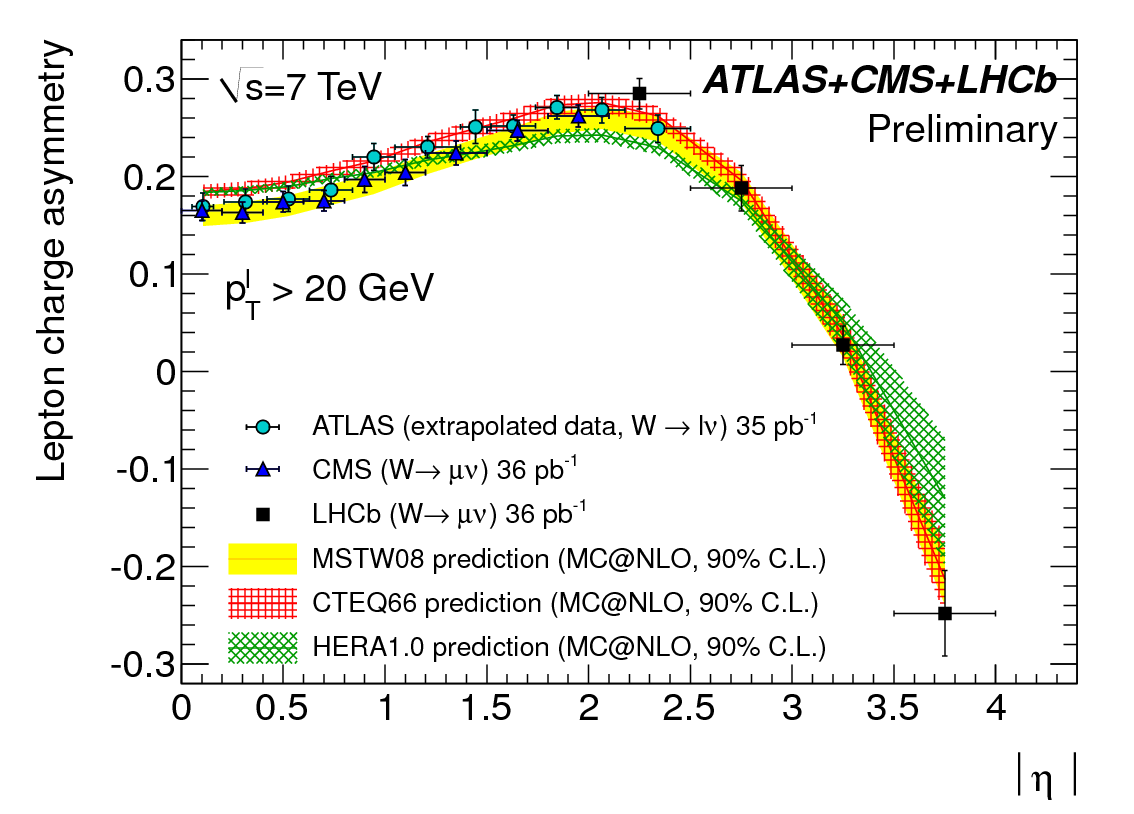 Lepton charge asymmetry
0.3
0.2
0.1
0
-0.1
-0.2
-0.3
√s=7 TeV
ATLAS+CMS+LHCb
Preliminary
p_T^l > 20 GeV
ATLAS (extrapolated data, W → lν) 35 pb⁻¹
CMS (W→ μν) 36 pb⁻¹
LHCb (W→ μν) 36 pb⁻¹
MSTW08 prediction (MC@NLO, 90% C.L.)
CTEQ66 prediction (MC@NLO, 90% C.L.)
HERA1.0 prediction (MC@NLO, 90% C.L.)
0 0.5 1 1.5 2 2.5 3 3.5 4
|η|